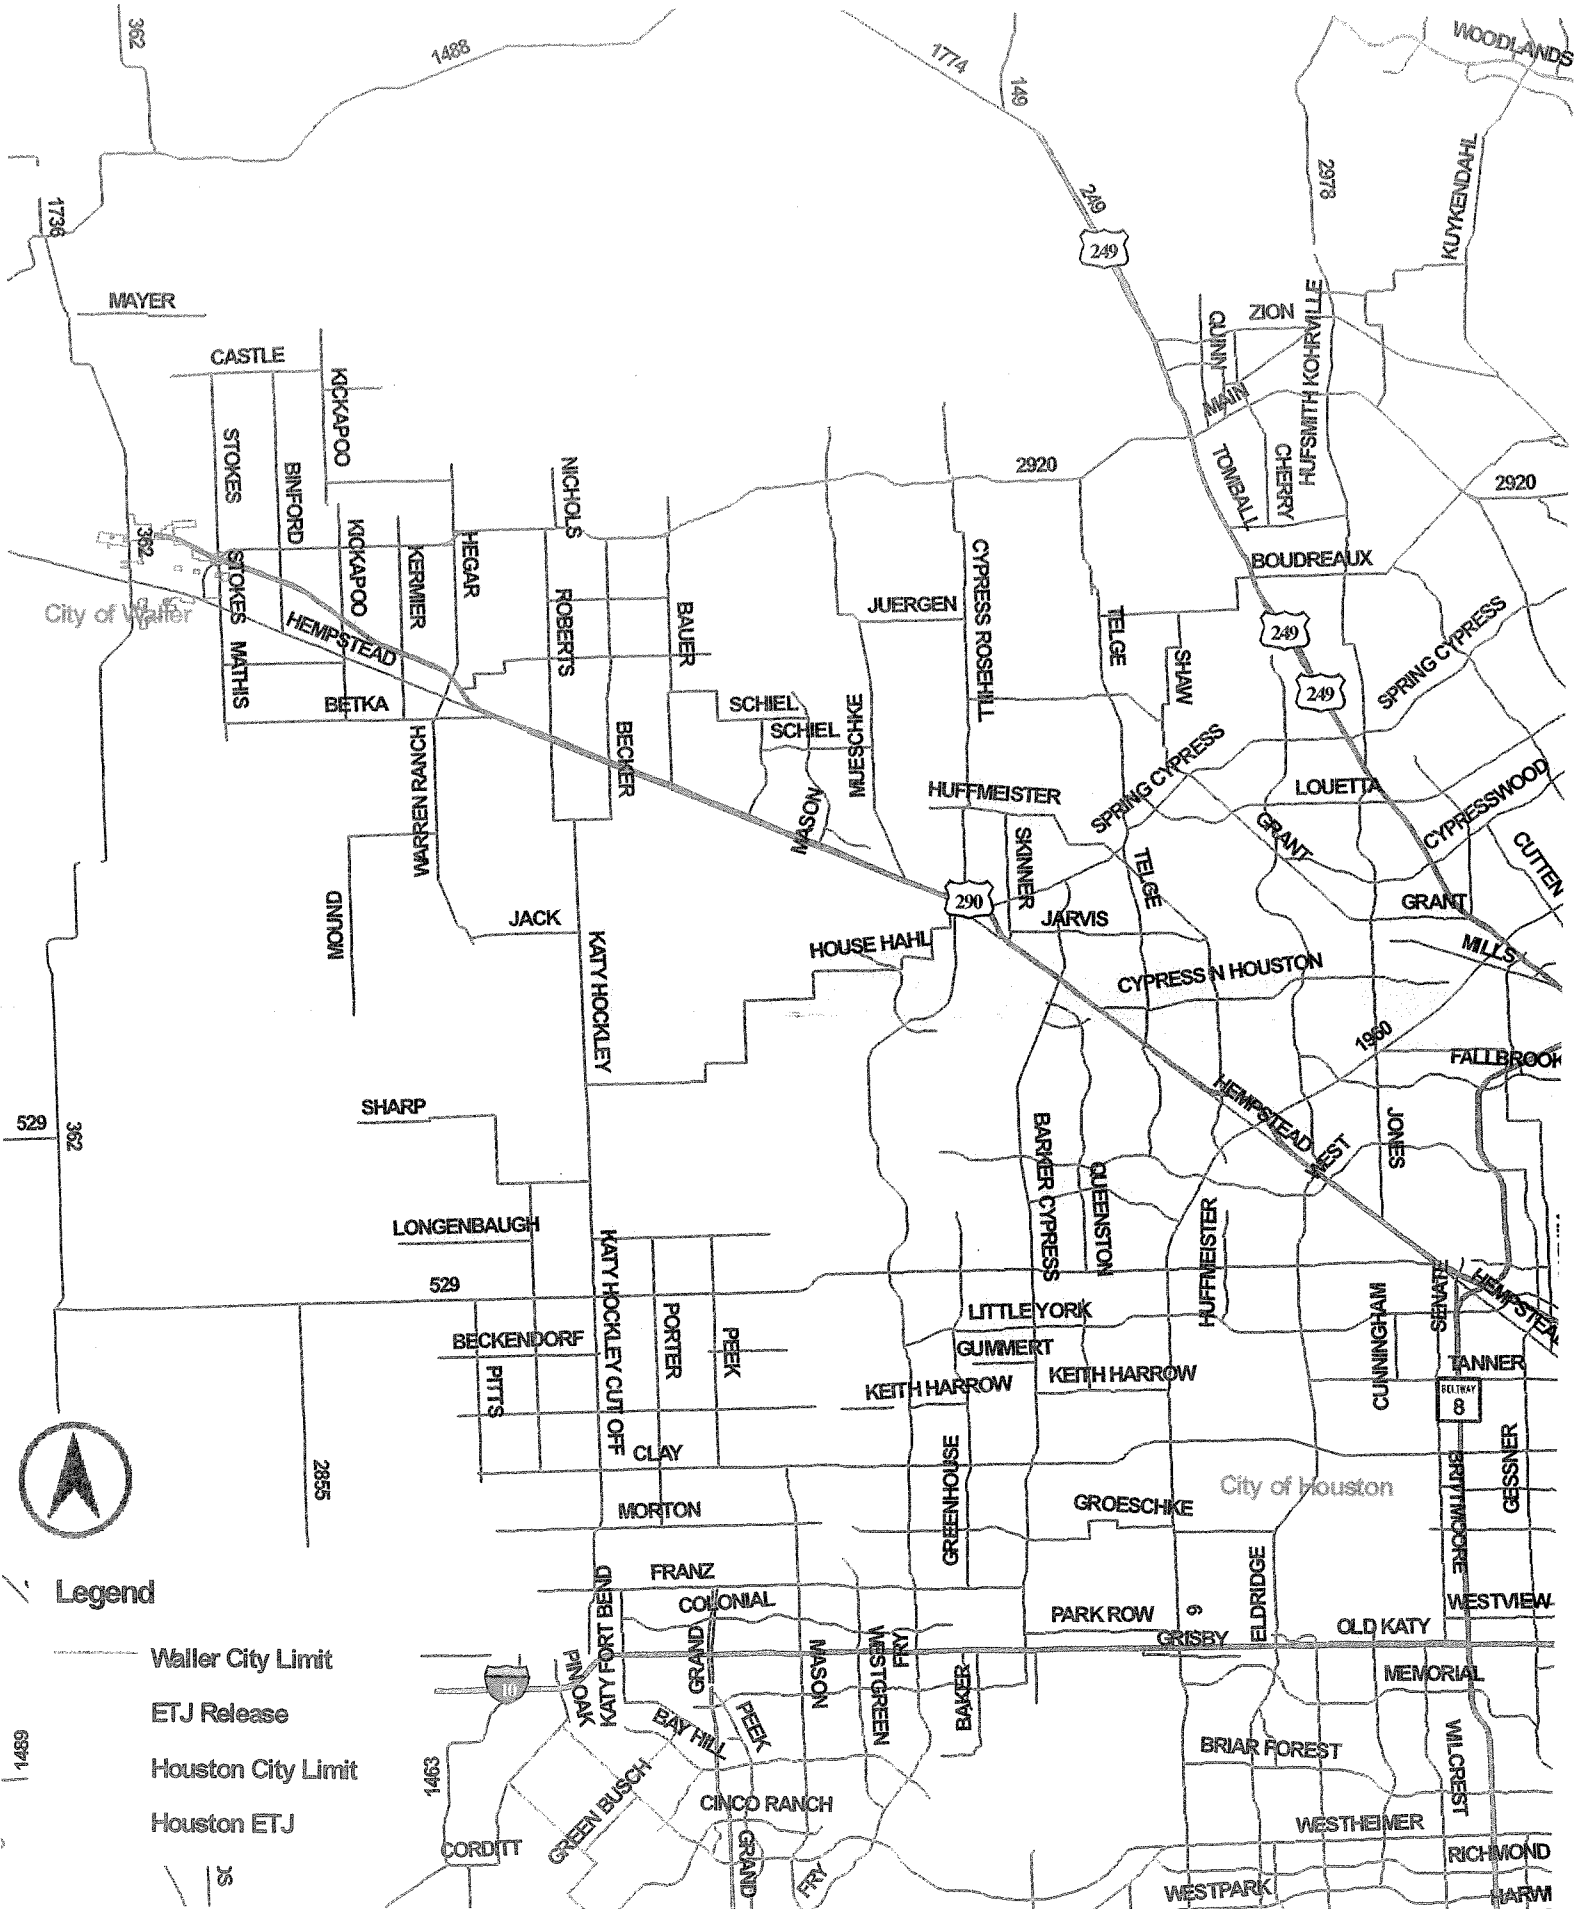 362
1488
1774
149
WOODLANDS
249
249
2978
KUYKENDAHL
1736
MAYER
ZION
QUINN
HUFSMITH KOHRVILLE
CASTLE
KICKAPOO
MAIN
STOKES
BINFORD
NICHOLS
2920
TOMBALL
CHERRY
2920
362
STOKES
KICKAPOO
KERMIER
HEGAR
CYPRESS ROSEHILL
BOUDREAUX
City of Waller
HEMPSTEAD
ROBERTS
BAUER
JUERGEN
TELGE
249
SPRING CYPRESS
MATHIS
SHAW
249
BETKA
SCHIEL
SCHIEL
MUESCHKE
BECKER
WARREN RANCH
HUFFMEISTER
SPRING CYPRESS
LOUETTA
CYPRESSWOOD
MASON
SKINNER
GRANT
TELGE
CUTTEN
MOUND
JACK
290
JARVIS
GRANT
HOUSE HAHL
MILLS
KATY HOCKLEY
CYPRESS N HOUSTON
1960
FALLBROOK
SHARP
529
362
HEMPSTEAD
WEST
JONES
BARKER CYPRESS
QUEENSTON
LONGENBAUGH
HUFFMEISTER
KATY HOCKLEY CUT OFF
529
SENATE
HEMPSTEAD
LITTLE YORK
CUNNINGHAM
BECKENDORF
PORTER
PEEK
GUMMERT
TANNER
PITTS
KEITH HARROW
KEITH HARROW
BELTWAY
8
CLAY
GREENHOUSE
GESSNER
2855
City of Houston
BRITTMOORE
MORTON
GROESCHKE
Legend
FRANZ
KATY FORT BEND
COLONIAL
ELDRIDGE
PARK ROW
6
WESTVIEW
OLD KATY
GRISBY
Waller City Limit
PIN OAK
GRAND
MASON
WESTGREEN
FRY
BAKER
MEMORIAL
10
ETJ Release
BAY HILL
PEEK
WILCREST
BRIAR FOREST
1489
Houston City Limit
1463
GREEN BUSCH
CINCO RANCH
Houston ETJ
WESTHEIMER
CORDITT
GRAND
FRY
RICHMOND
WESTPARK
HARWI